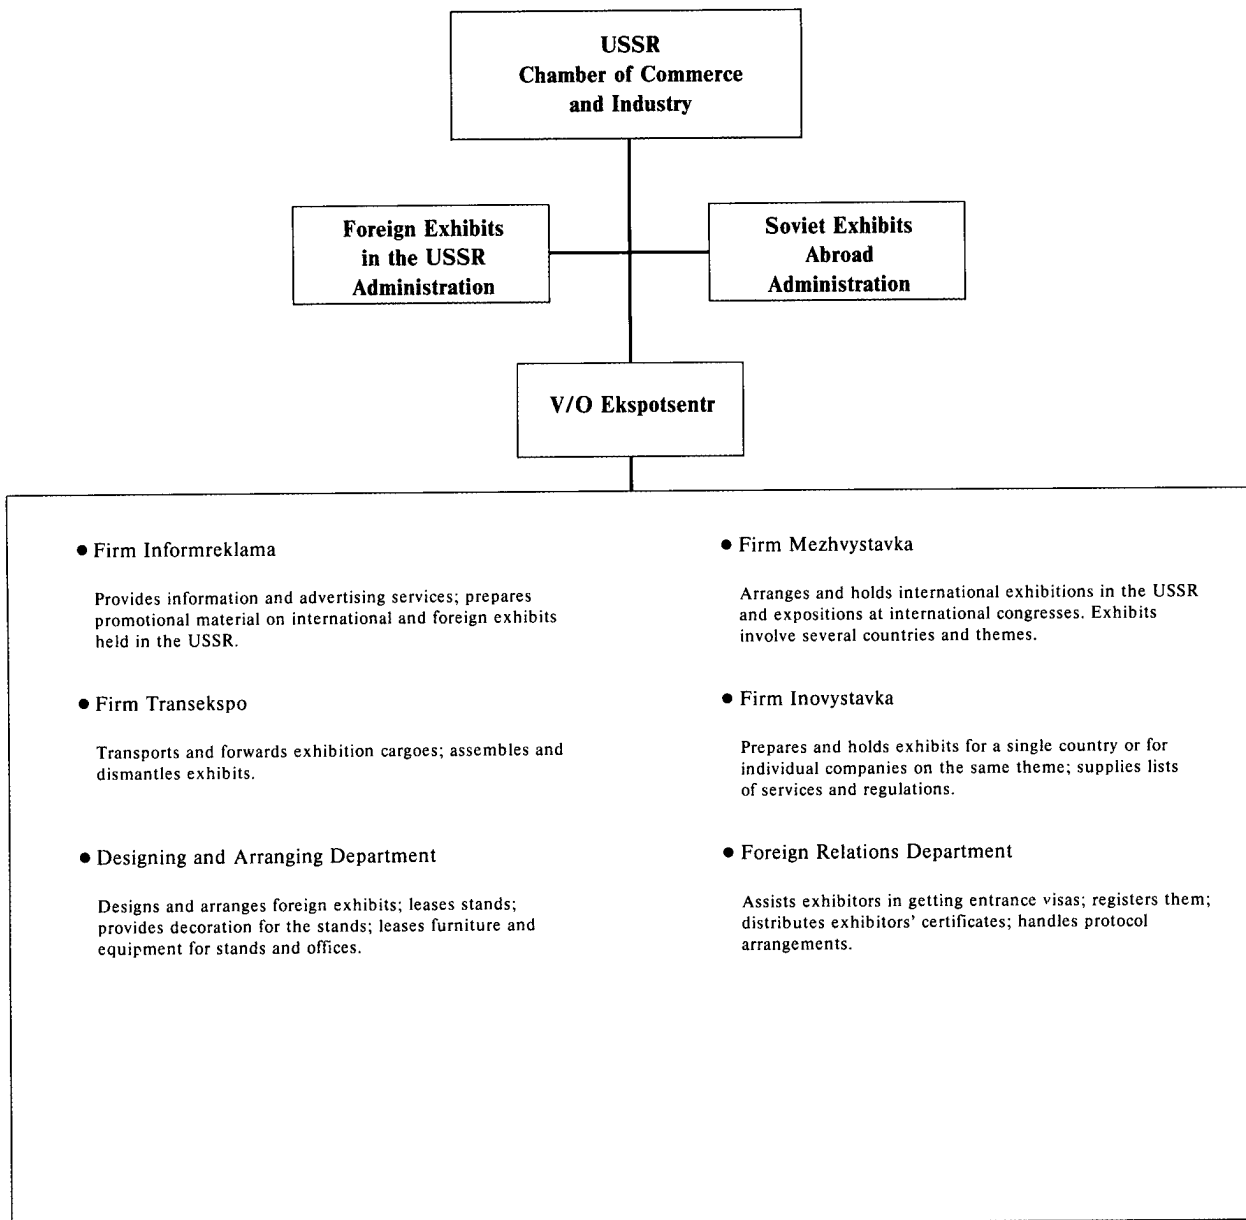 USSR
Chamber of Commerce
and Industry
Foreign Exhibits
in the USSR
Administration
Soviet Exhibits
Abroad
Administration
V/O Ekspotsentr
● Firm Informreklama
Provides information and advertising services; prepares
promotional material on international and foreign exhibits
held in the USSR.
● Firm Transekspo
Transports and forwards exhibition cargoes; assembles and
dismantles exhibits.
● Designing and Arranging Department
Designs and arranges foreign exhibits; leases stands;
provides decoration for the stands; leases furniture and
equipment for stands and offices.
● Firm Mezhvystavka
Arranges and holds international exhibitions in the USSR
and expositions at international congresses. Exhibits
involve several countries and themes.
● Firm Inovystavka
Prepares and holds exhibits for a single country or for
individual companies on the same theme; supplies lists
of services and regulations.
● Foreign Relations Department
Assists exhibitors in getting entrance visas; registers them;
distributes exhibitors' certificates; handles protocol
arrangements.